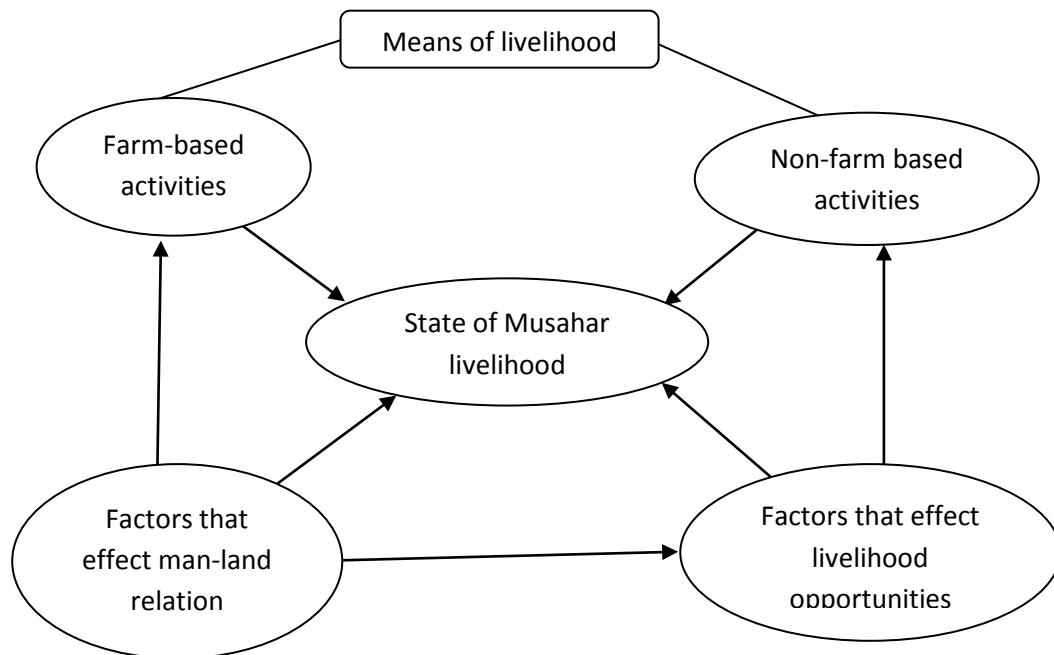 Means of livelihood
Farm-based
activities
Non-farm based
activities
State of Musahar
livelihood
Factors that
effect man-land
relation
Factors that effect
livelihood
opportunities